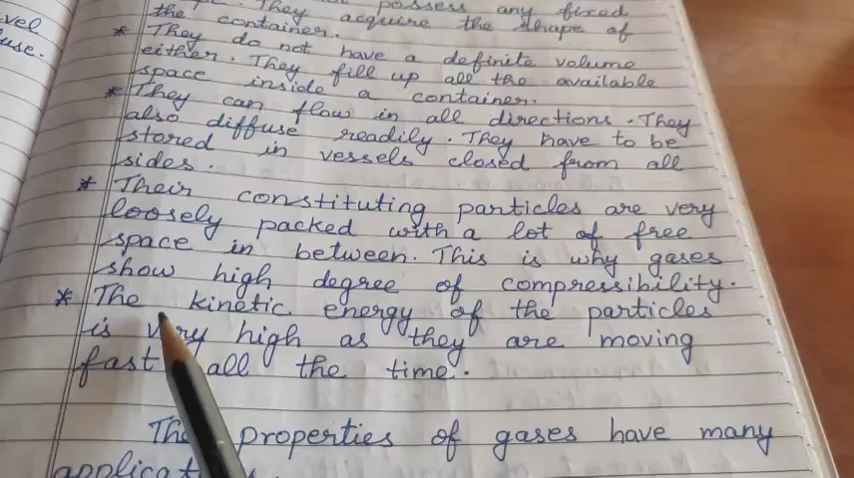 They possess any fixed
the container. They acquire the shape of
* They do not have a definite volume
either. They fill up all the available
space inside a container.
* They can flow in all directions. They
also diffuse readily. They have to be
stored in vessels closed from all
sides.
* Their constituting particles are very
loosely packed with a lot of free
space in between. This is why gases
show high degree of compressibility.
* The kinetic energy of the particles
is very high as they are moving
fast all the time.
The properties of gases have many